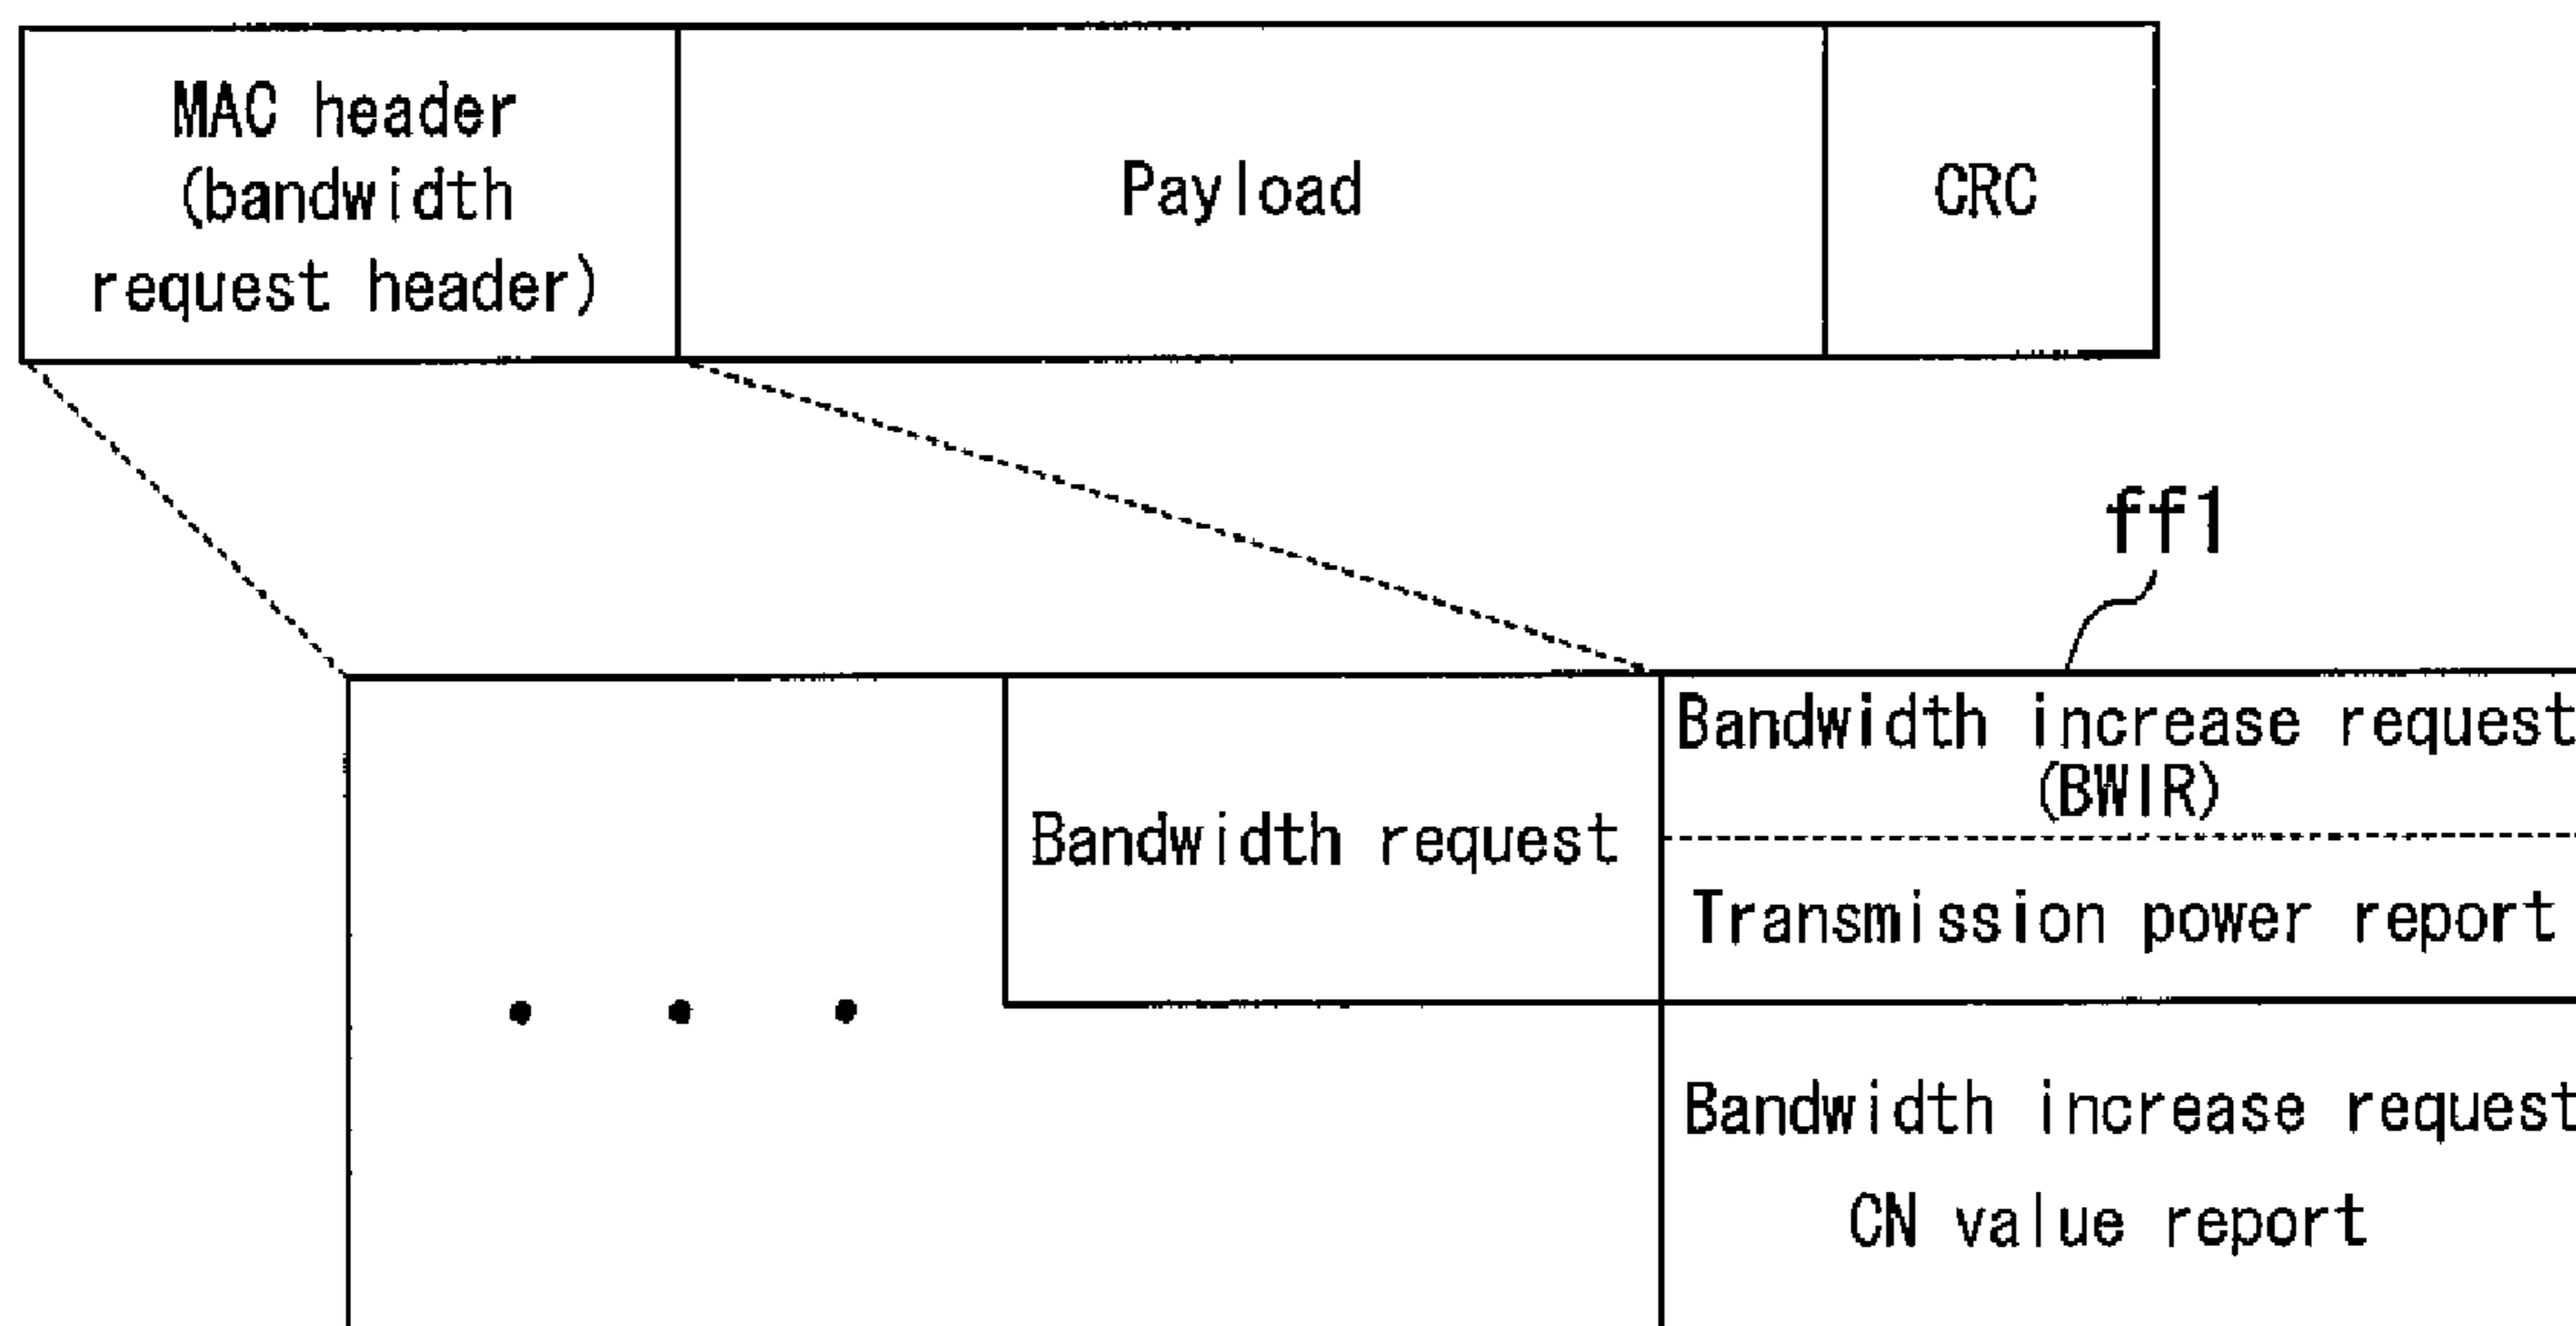 MAC header
(bandwidth
request header)
Payload
CRC
ff1
Bandwidth request
Bandwidth increase request
(BWIR)
Transmission power report
Bandwidth increase request
CN value report